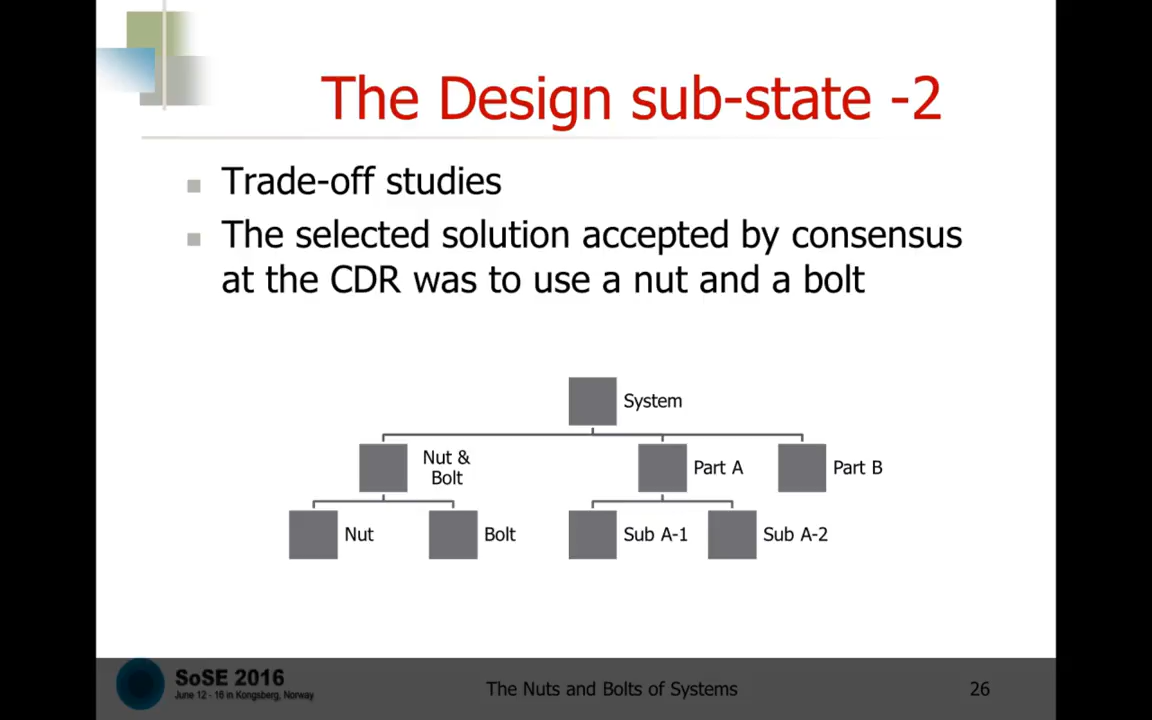 The Design sub-state -2
Trade-off studies
The selected solution accepted by consensus
at the CDR was to use a nut and a bolt
System
Nut &
Bolt
Part A
Part B
Nut
Bolt
Sub A-1
Sub A-2
SoSE 2016
June 12 - 16 in Kongsberg, Norway
The Nuts and Bolts of Systems
26